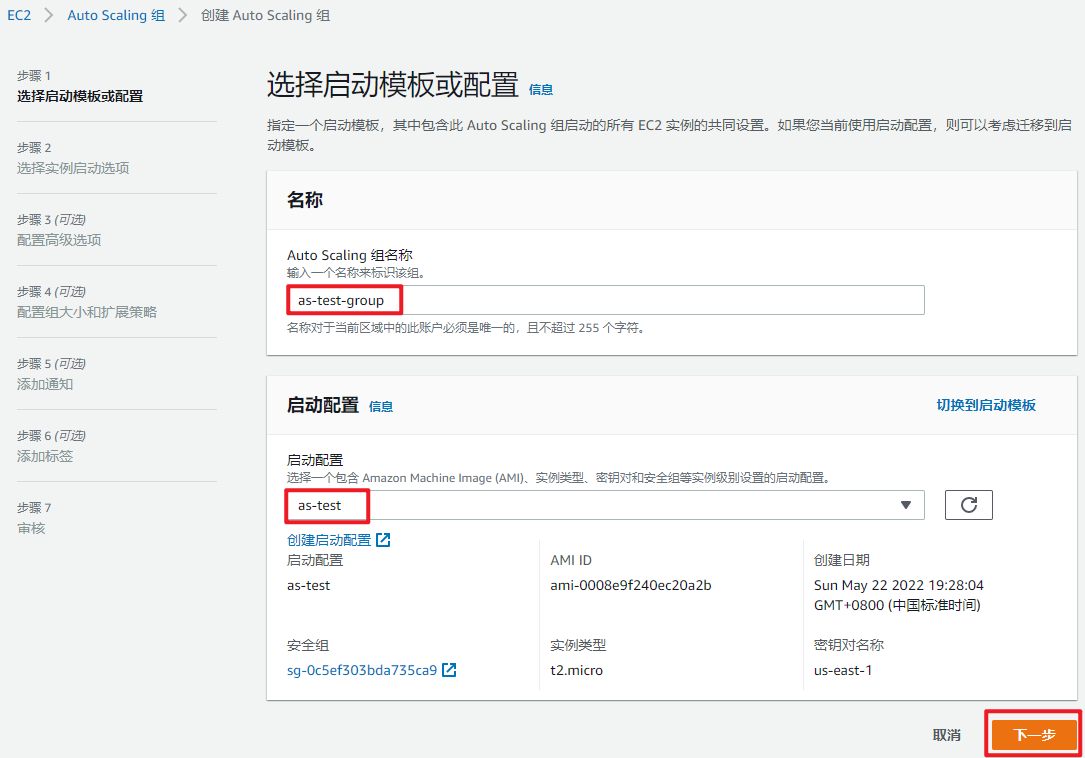 EC2 > Auto Scaling 组 > 创建 Auto Scaling 组
步骤 1
选择启动模板或配置
步骤 2
选择实例启动选项
步骤 3 (可选)
配置高级选项
步骤 4 (可选)
配置组大小和扩展策略
步骤 5 (可选)
添加通知
步骤 6 (可选)
添加标签
步骤 7
审核
选择启动模板或配置 信息
指定一个启动模板，其中包含此 Auto Scaling 组启动的所有 EC2 实例的共同设置。如果您当前使用启动配置，则可以考虑迁移到启
动模板。
名称
Auto Scaling 组名称
输入一个名称来标识该组。
as-test-group
名称对于当前区域中的此账户必须是唯一的，且不超过 255 个字符。
启动配置 信息
切换到启动模板
启动配置
选择一个包含 Amazon Machine Image (AMI)、实例类型、密钥对和安全组等实例级别设置的启动配置。
as-test
创建启动配置
启动配置
as-test
AMI ID
ami-0008e9f240ec20a2b
创建日期
Sun May 22 2022 19:28:04
GMT+0800 (中国标准时间)
安全组
sg-0c5ef303bda735ca9
实例类型
t2.micro
密钥对名称
us-east-1
取消
下一步